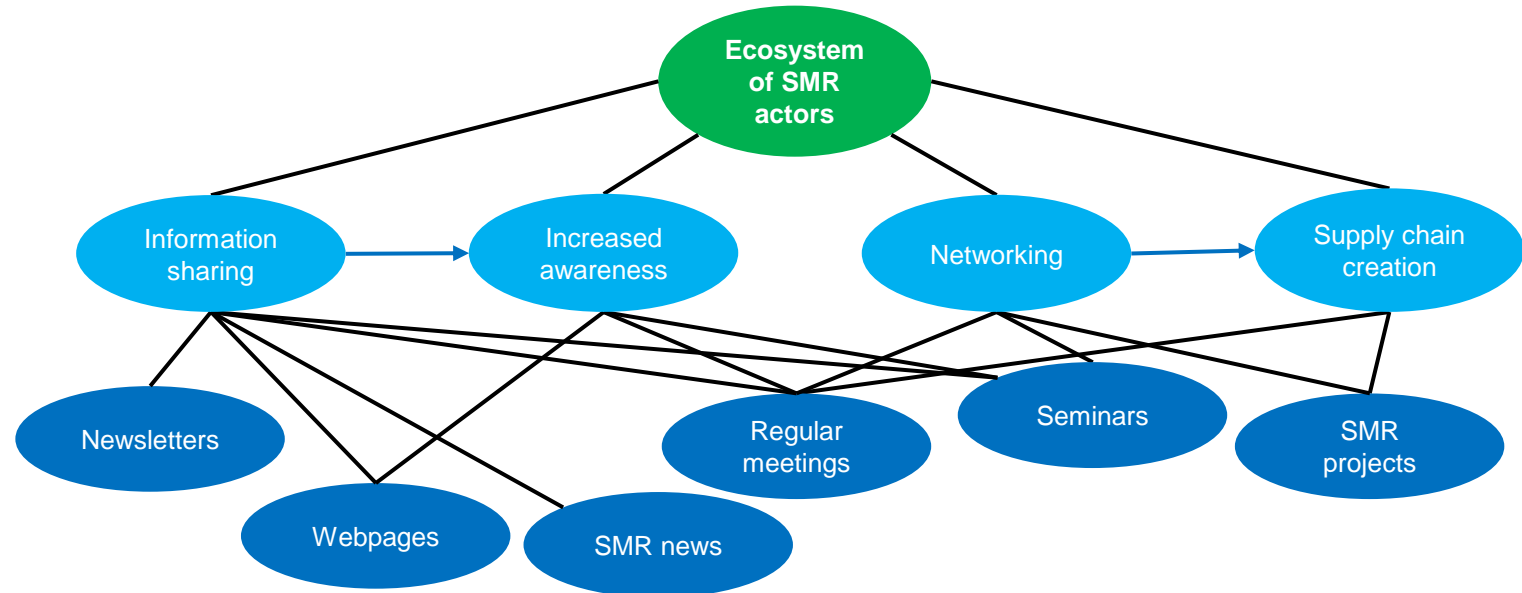 Ecosystem
of SMR
actors
Information
sharing
Increased
awareness
Networking
Supply chain
creation
Newsletters
Webpages
SMR news
Regular
meetings
Seminars
SMR
projects